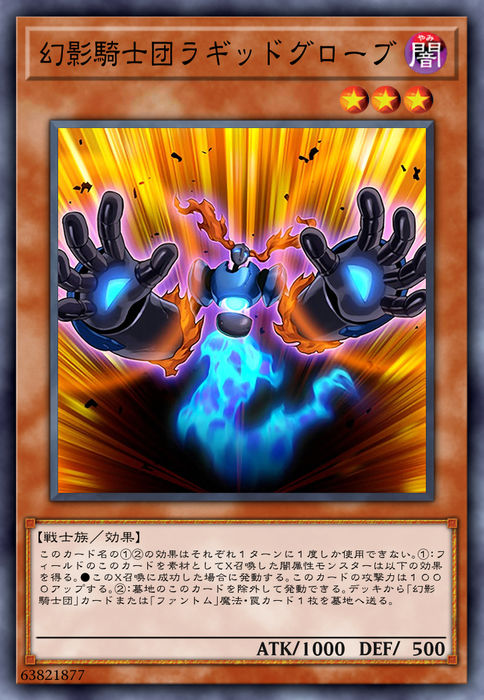 幻影騎士団ラギッドグローブ
やみ
闇
【戦士族／効果】
このカード名の①②の効果はそれぞれ１ターンに１度しか使用できない。①：フ
ィールドのこのカードを素材としてX召喚した闇属性モンスターは以下の効果
を得る。●このX召喚に成功した場合に発動する。このカードの攻撃力は１００
０アップする。②：墓地のこのカードを除外して発動できる。デッキから「幻影
騎士団」カードまたは「ファントム」魔法・罠カード１枚を墓地へ送る。
ATK/1000 DEF/ 500
63821877